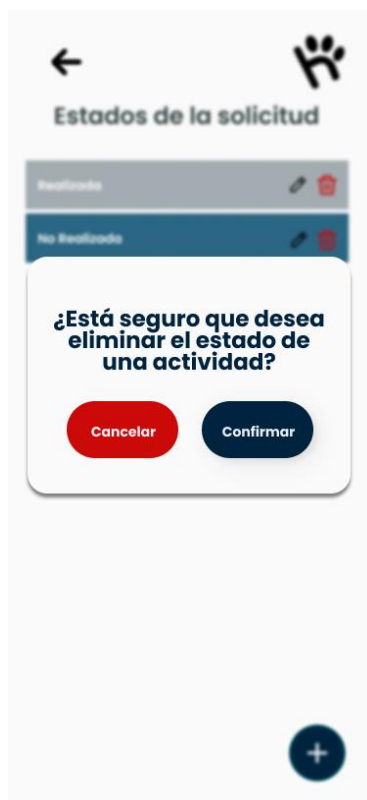 Estados de la solicitud
Realizada
No Realizada
¿Está seguro que desea
eliminar el estado de
una actividad?
Cancelar
Confirmar